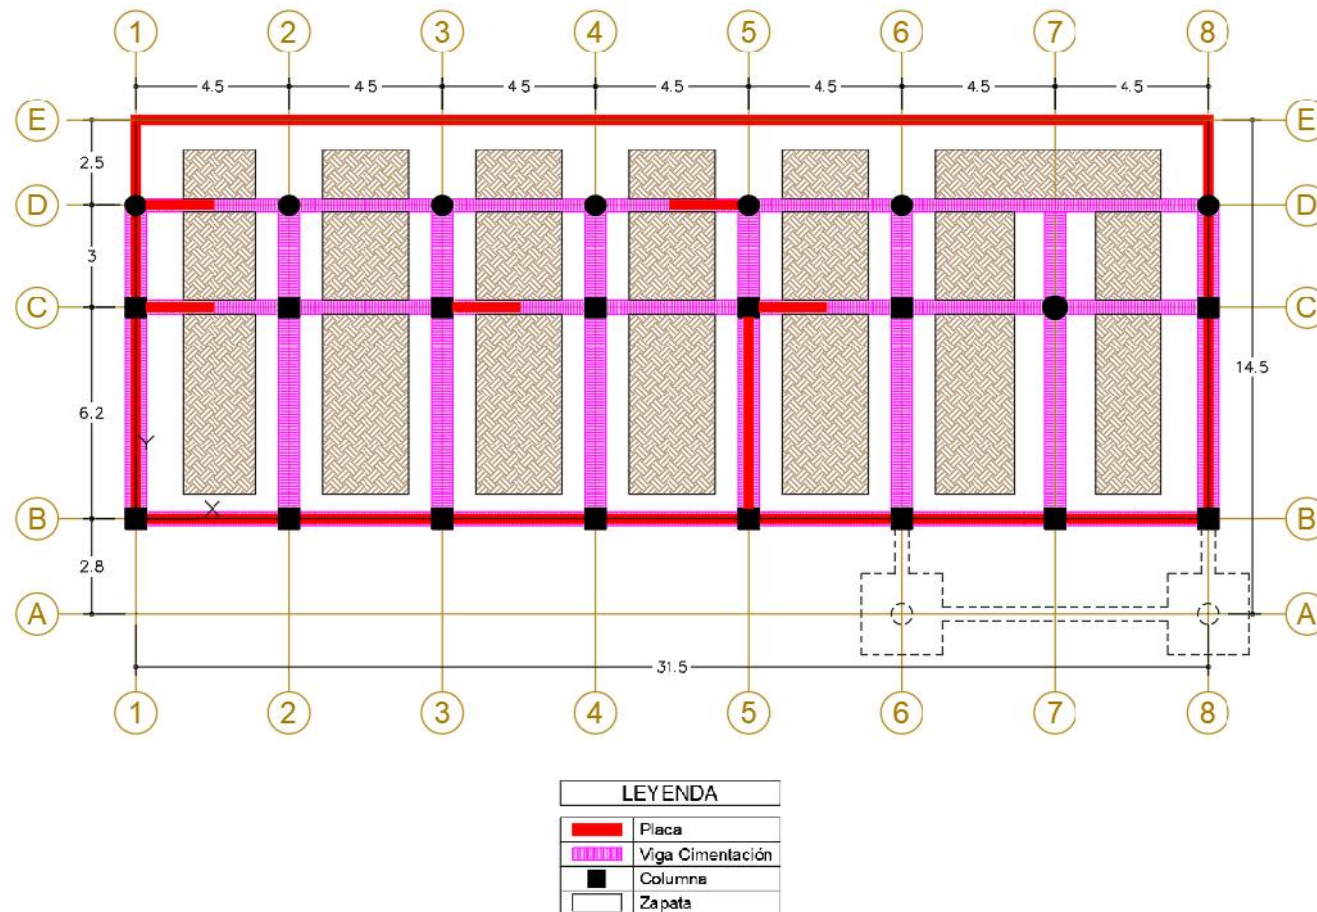 1 2 3 4 5 6 7 8
4.5 4.5 4.5 4.5 4.5 4.5 4.5
E E
2.5
D D
3
C C
14.5
6.2
Y
X
B B
2.8
A A
31.5
1 2 3 4 5 6 7 8
LEYENDA
Placa
Viga Cimentación
Columna
Zapata